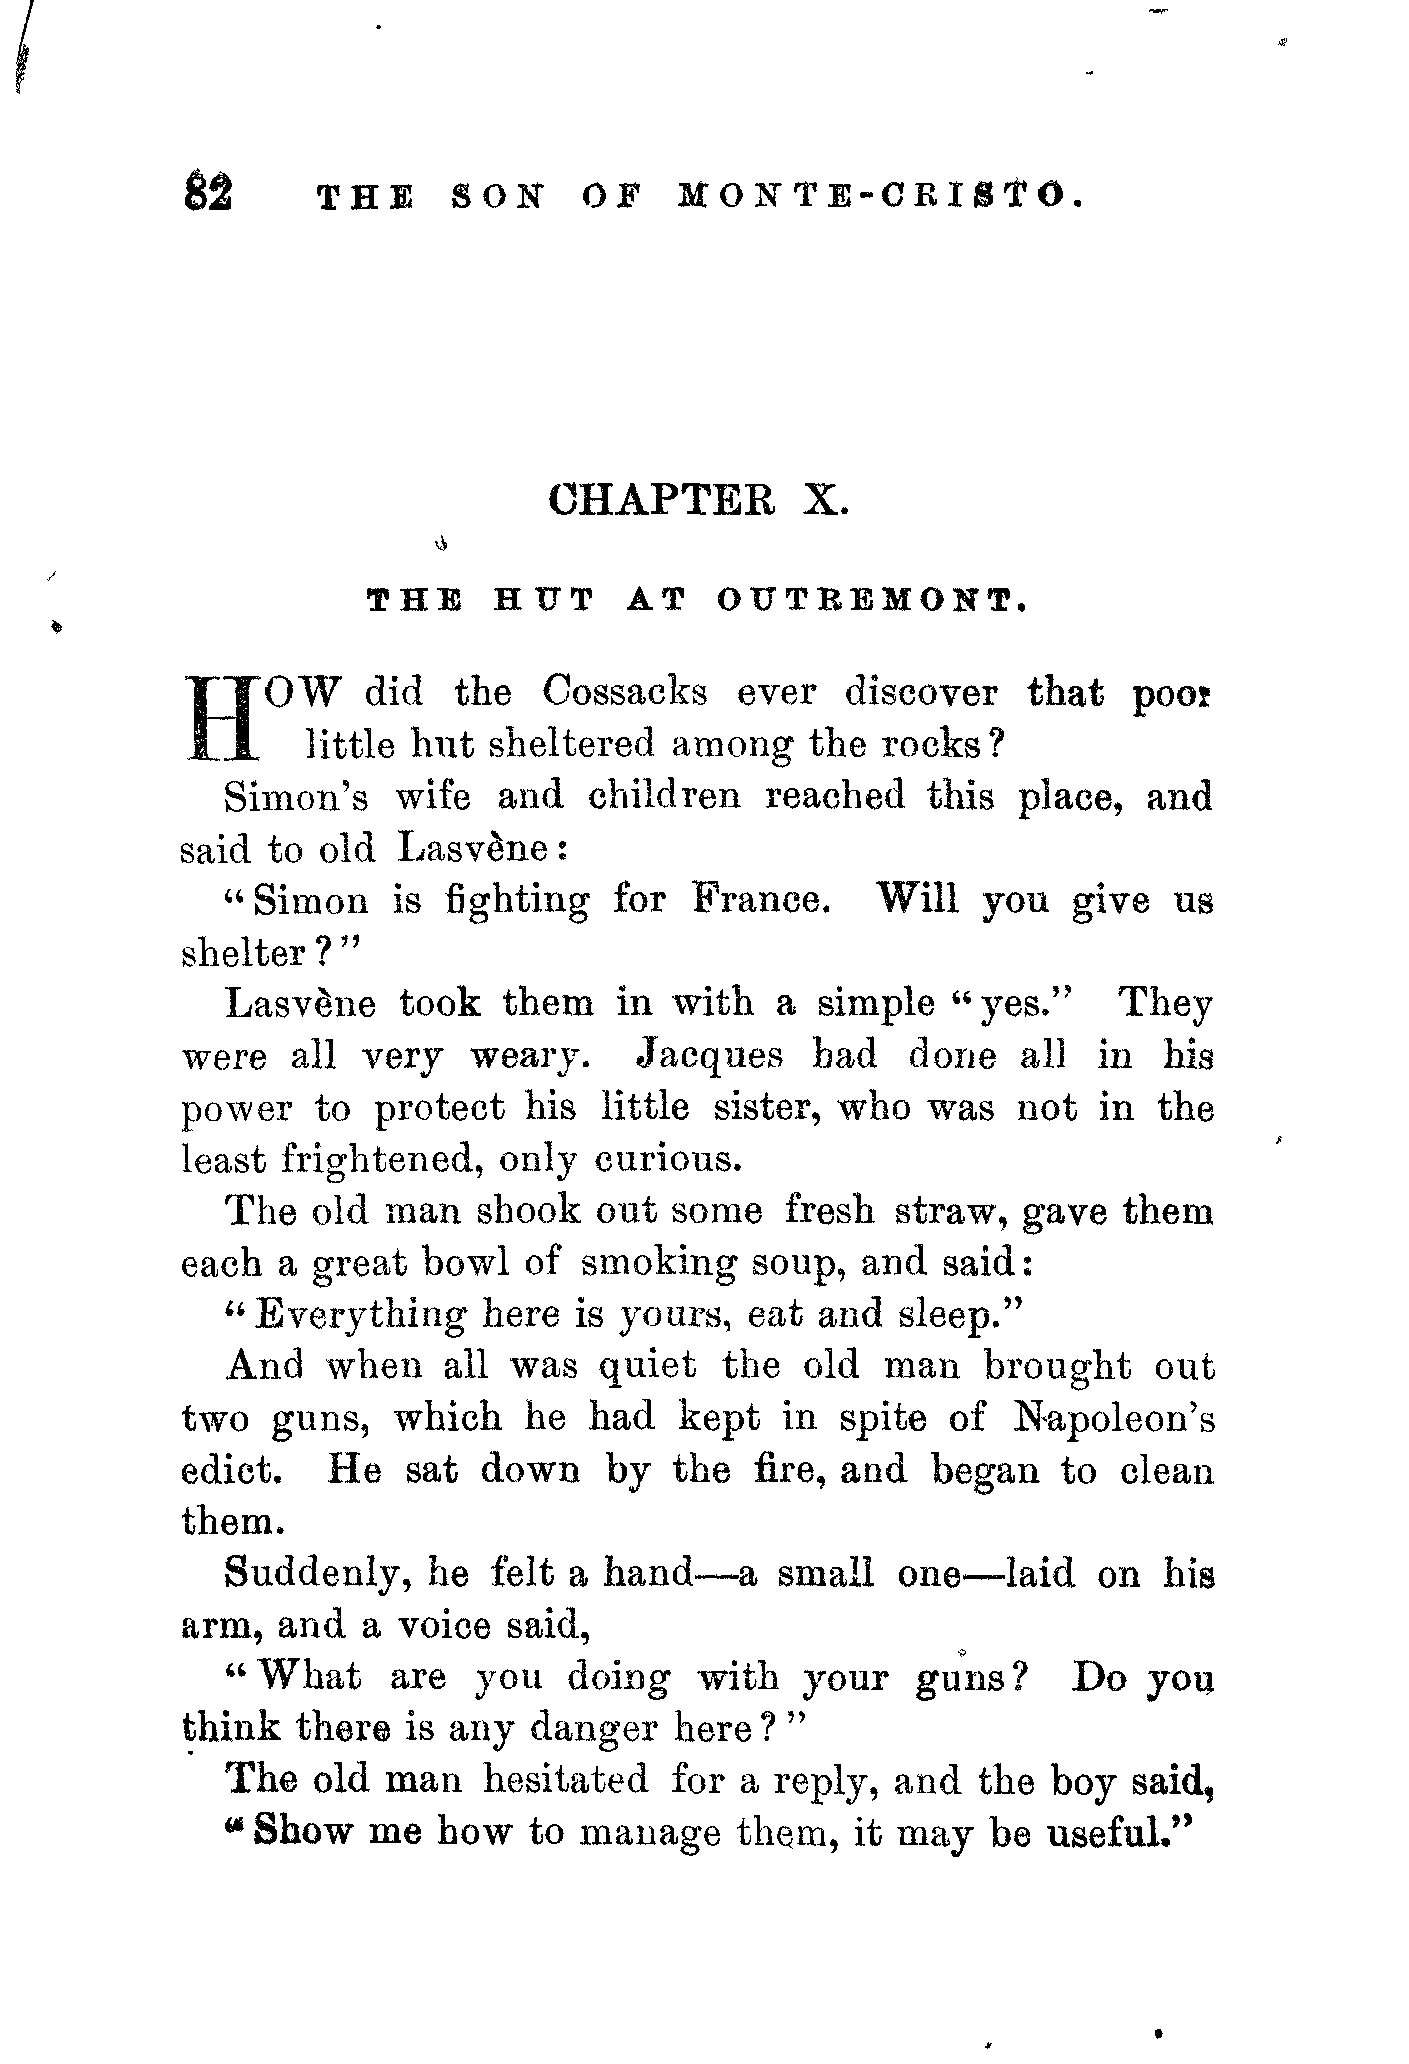 82 THE SON OF MONTE-CRISTO.
CHAPTER X.
THE HUT AT OUTREMONT.
HOW did the Cossacks ever discover that poor
little hut sheltered among the rocks?
Simon's wife and children reached this place, and
said to old Lasvène:
"Simon is fighting for France. Will you give us
shelter?"
Lasvène took them in with a simple "yes." They
were all very weary. Jacques had done all in his
power to protect his little sister, who was not in the
least frightened, only curious.
The old man shook out some fresh straw, gave them
each a great bowl of smoking soup, and said:
"Everything here is yours, eat and sleep."
And when all was quiet the old man brought out
two guns, which he had kept in spite of Napoleon's
edict. He sat down by the fire, and began to clean
them.
Suddenly, he felt a hand—a small one—laid on his
arm, and a voice said,
"What are you doing with your guns? Do you
think there is any danger here?"
The old man hesitated for a reply, and the boy said,
"Show me how to manage them, it may be useful."